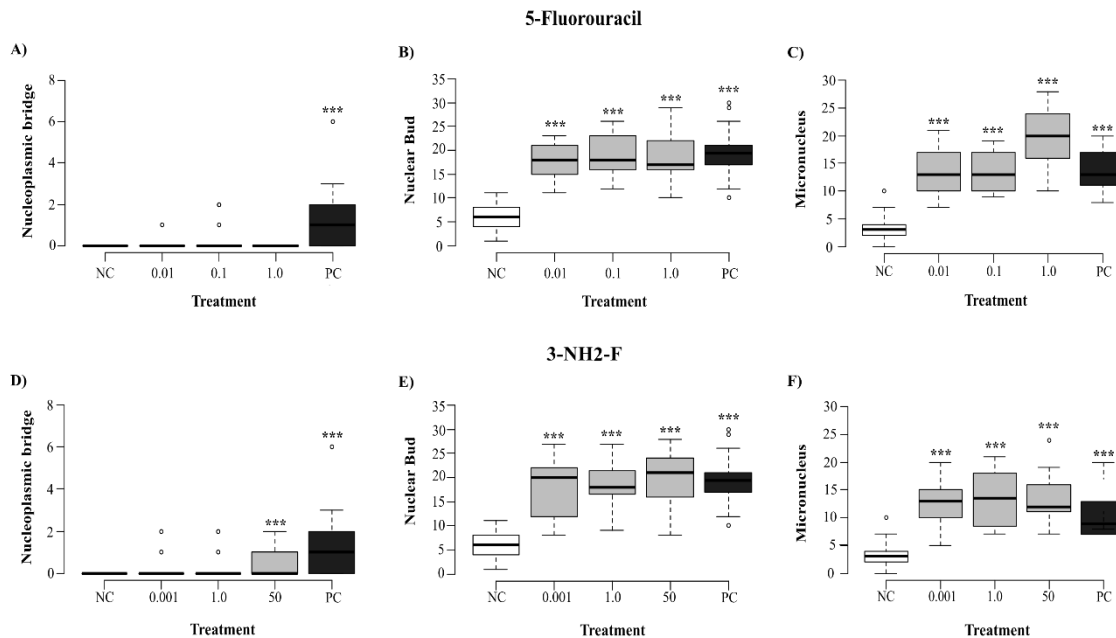 5-Fluorouracil
A)
Nucleoplasmic bridge
8
6
4
2
0
***
NC 0.01 0.1 1.0 PC
Treatment
B)
Nuclear Bud
35
30
25
20
15
10
5
0
*** *** *** ***
NC 0.01 0.1 1.0 PC
Treatment
C)
Micronucleus
30
25
20
15
10
5
0
*** *** *** ***
NC 0.01 0.1 1.0 PC
Treatment
3-NH2-F
D)
Nucleoplasmic bridge
8
6
4
2
0
*** ***
NC 0.001 1.0 50 PC
Treatment
E)
Nuclear Bud
35
30
25
20
15
10
5
0
*** *** *** ***
NC 0.001 1.0 50 PC
Treatment
F)
Micronucleus
30
25
20
15
10
5
0
*** *** *** ***
NC 0.001 1.0 50 PC
Treatment